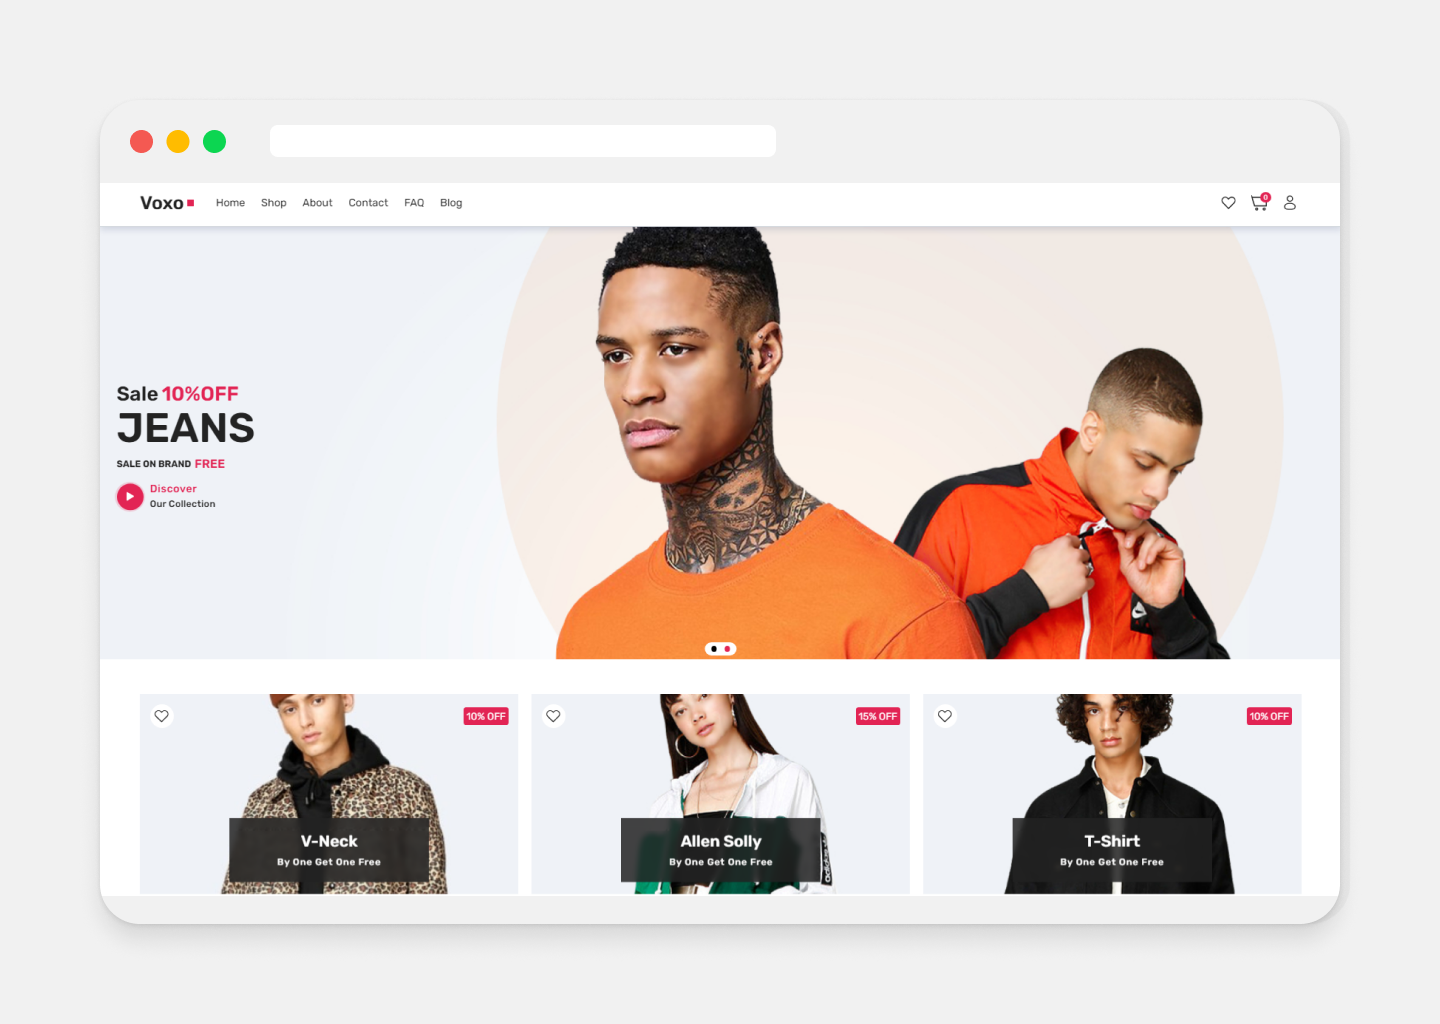 Voxo
Home Shop About Contact FAQ Blog
0
Sale 10%OFF
JEANS
SALE ON BRAND FREE
Discover
Our Collection
10% OFF
15% OFF
10% OFF
V-Neck
By One Get One Free
Allen Solly
By One Get One Free
T-Shirt
By One Get One Free